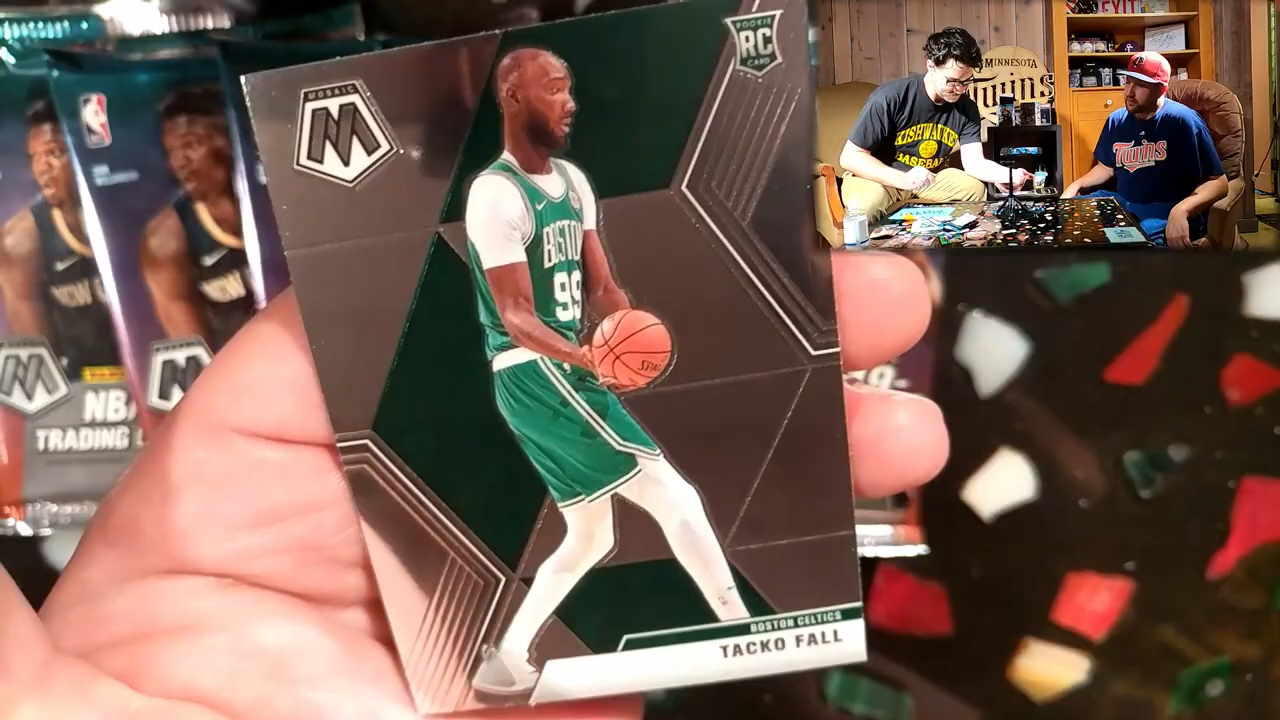 MOSAIC
M
ROOKIE
RC
CARD
BOSTON
99
BOSTON CELTICS
TACKO FALL
NBA
TRADING
NEW
NEW
M
M
EXIT
MINNESOTA
Twins
KISHWAUKEE
BASEBALL
Twins